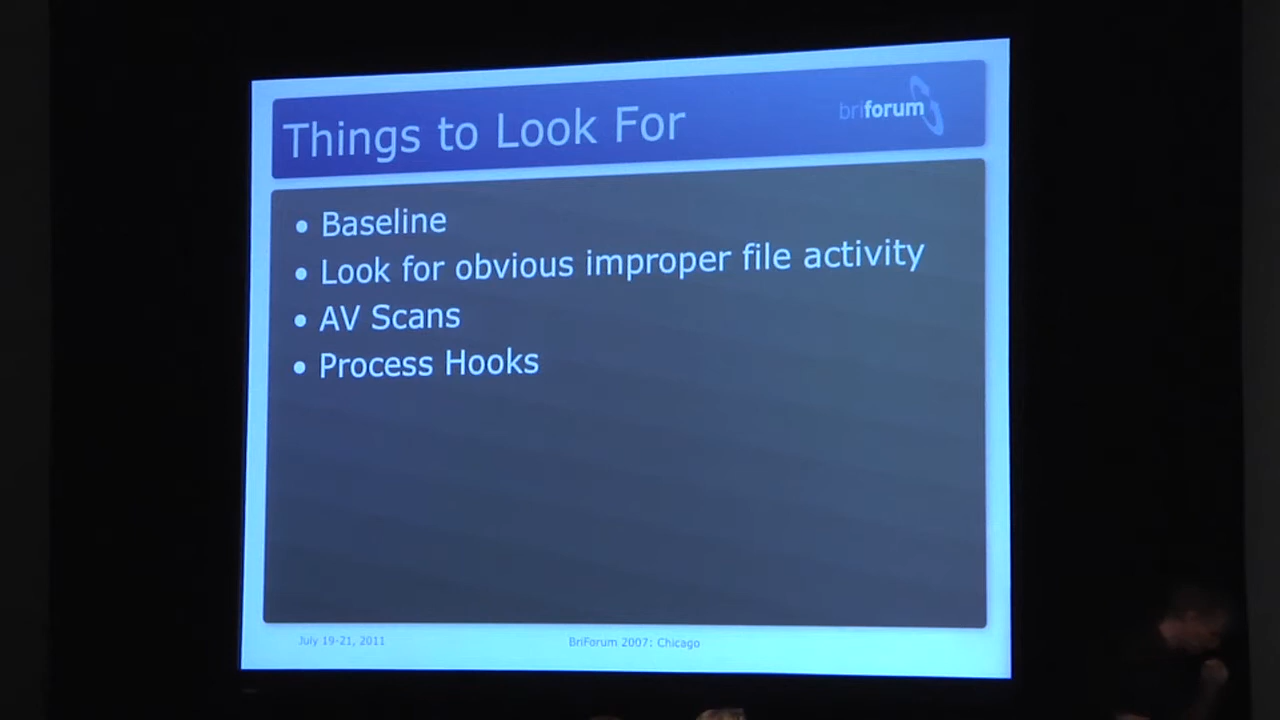 Things to Look For
briforum
• Baseline
• Look for obvious improper file activity
• AV Scans
• Process Hooks
July 19-21, 2011
BriForum 2007: Chicago